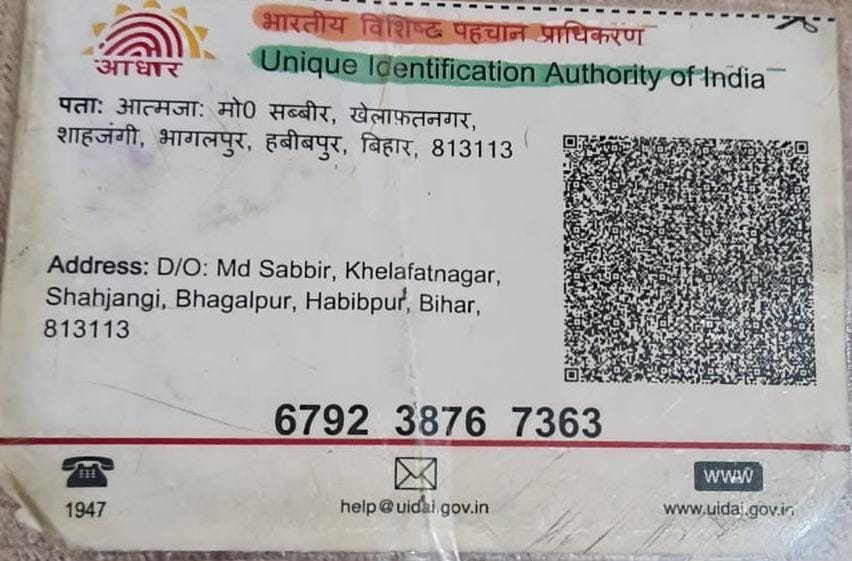 भारतीय विशिष्ट पहचान प्राधिकरण
आधार
Unique Identification Authority of India
पता: आत्मजा: मो0 सब्बीर, खेलाफ़तनगर,
शाहजंगी, भागलपुर, हबीबपुर, बिहार, 813113
Address: D/O: Md Sabbir, Khelafatnagar,
Shahjangi, Bhagalpur, Habibpur, Bihar,
813113
6792 3876 7363
1947
help@uidai.gov.in
www
www.uidai.gov.in